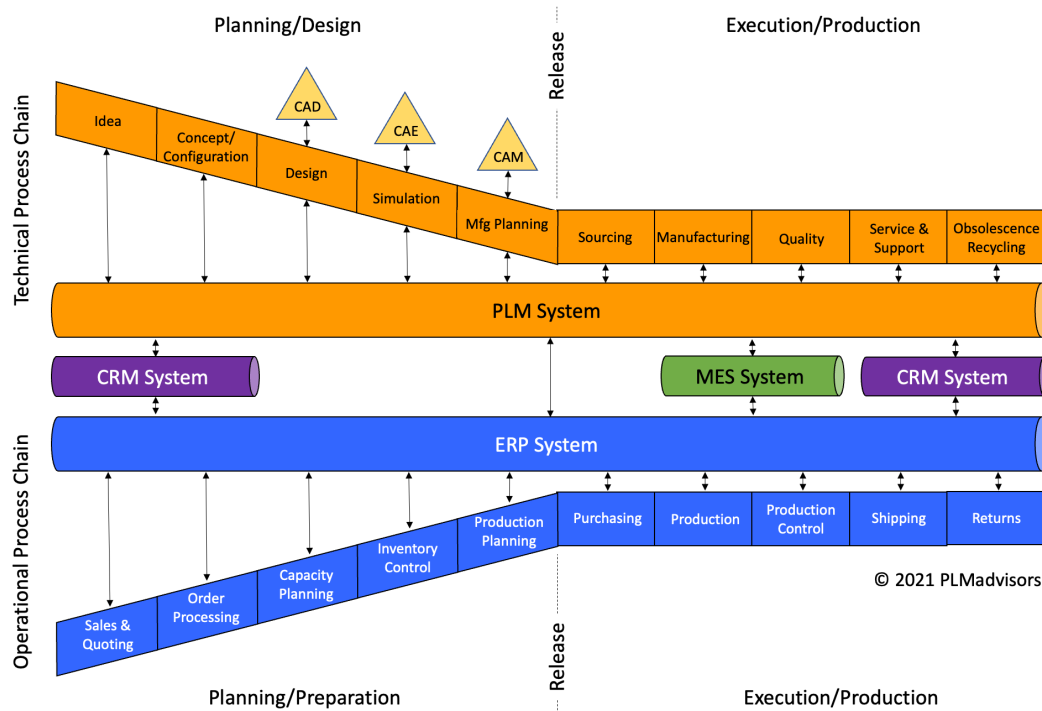 Planning/Design
Execution/Production
Release
Technical Process Chain
CAD
CAE
CAM
Idea
Concept/
Configuration
Design
Simulation
Mfg Planning
Sourcing
Manufacturing
Quality
Service &
Support
Obsolescence
Recycling
PLM System
CRM System
MES System
CRM System
ERP System
Operational Process Chain
Sales &
Quoting
Order
Processing
Capacity
Planning
Inventory
Control
Production
Planning
Purchasing
Production
Production
Control
Shipping
Returns
© 2021 PLMadvisors
Release
Planning/Preparation
Execution/Production